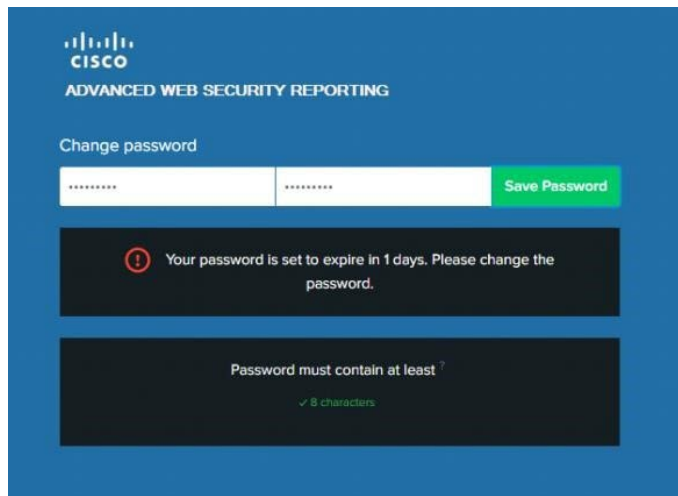 CISCO
ADVANCED WEB SECURITY REPORTING
Change password
••••••••• ••••••••• Save Password
Your password is set to expire in 1 days. Please change the
password.
Password must contain at least ?
✓ 8 characters